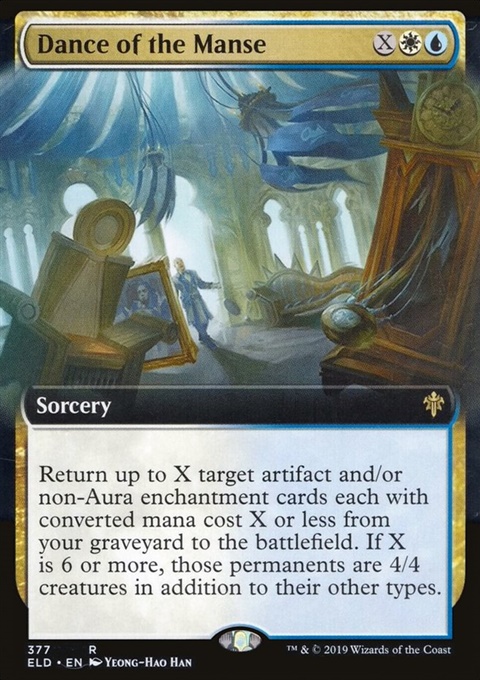 Dance of the Manse X
Sorcery
Return up to X target artifact and/or
non-Aura enchantment cards each with
converted mana cost X or less from
your graveyard to the battlefield. If X
is 6 or more, those permanents are 4/4
creatures in addition to their other types.
377 R
ELD • EN Yeong-Hao Han
™ & © 2019 Wizards of the Coast